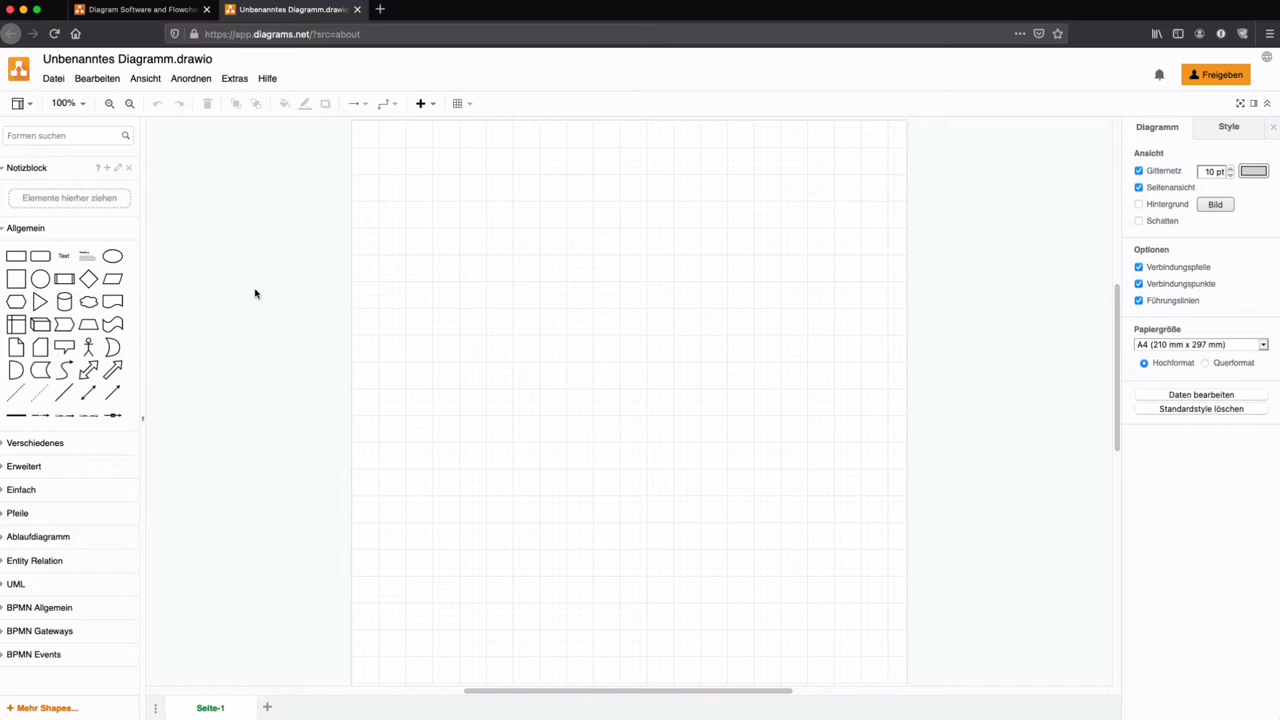 Diagram Software and Flowcha
Unbenanntes Diagramm.drawio
https://app.diagrams.net/?src=about
Unbenanntes Diagramm.drawio
Datei Bearbeiten Ansicht Anordnen Extras Hilfe
Freigeben
100%
Formen suchen
Notizblock
?
Elemente hierher ziehen
Allgemein
Text
Verschiedenes
Erweitert
Einfach
Pfeile
Ablaufdiagramm
Entity Relation
UML
BPMN Allgemein
BPMN Gateways
BPMN Events
+ Mehr Shapes...
Seite-1
Diagramm Style
Ansicht
Gitternetz 10 pt
Seitenansicht
Hintergrund Bild
Schatten
Optionen
Verbindungspfeile
Verbindungspunkte
Führungslinien
Papiergröße
A4 (210 mm x 297 mm)
Hochformat Querformat
Daten bearbeiten
Standardstyle löschen